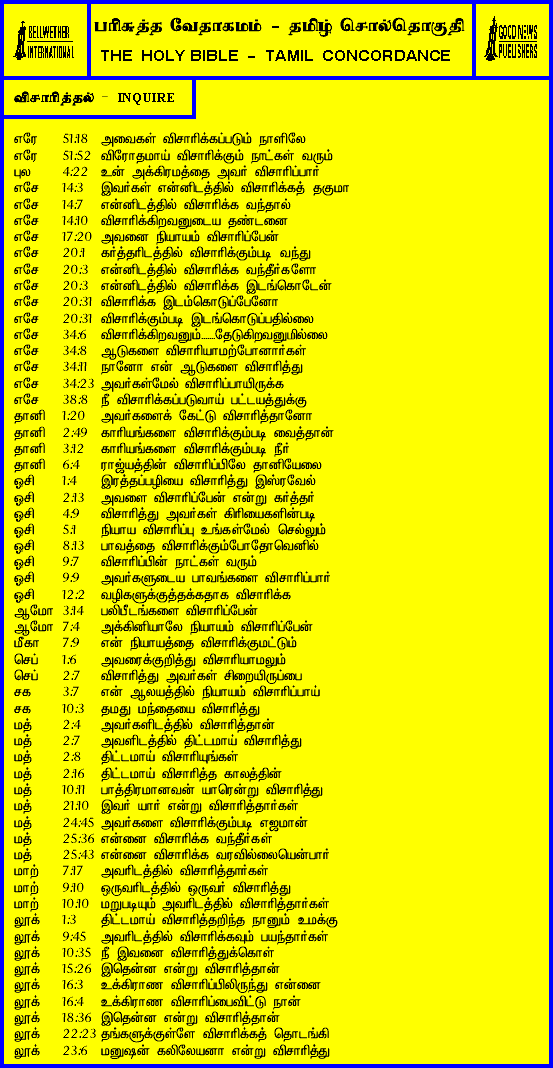 BELLWETHER
INTERNATIONAL
பரிசுத்த வேதாகமம் - தமிழ் சொல்தொகுதி
THE HOLY BIBLE - TAMIL CONCORDANCE
GOOD NEWS
PUBLISHERS
விசாரித்தல் - INQUIRE
எரே 51:18 அவைகள் விசாரிக்கப்படும் நாளிலே
எரே 51:52 விரோதமாய் விசாரிக்கும் நாட்கள் வரும்
புல 4:22 உன் அக்கிரமத்தை அவர் விசாரிப்பார்
எசே 14:3 இவர்கள் என்னிடத்தில் விசாரிக்கத் தகுமா
எசே 14:7 என்னிடத்தில் விசாரிக்க வந்தால்
எசே 14:10 விசாரிக்கிறவனுடைய தண்டனை
எசே 17:20 அவனை நியாயம் விசாரிப்பேன்
எசே 20:1 கர்த்தரிடத்தில் விசாரிக்கும்படி வந்து
எசே 20:3 என்னிடத்தில் விசாரிக்க வந்தீர்களோ
எசே 20:3 என்னிடத்தில் விசாரிக்க இடங்கொடேன்
எசே 20:31 விசாரிக்க இடம்கொடுப்பேனோ
எசே 20:31 விசாரிக்கும்படி இடங்கொடுப்பதில்லை
எசே 34:6 விசாரிக்கிறவனும்......தேடுகிறவனுமில்லை
எசே 34:8 ஆடுகளை விசாரியாமற்போனார்கள்
எசே 34:11 நானோ என் ஆடுகளை விசாரித்து
எசே 34:23 அவர்கள்மேல் விசாரிப்பாயிருக்க
எசே 38:8 நீ விசாரிக்கப்படுவாய் பட்டயத்துக்கு
தானி 1:20 அவர்களைக் கேட்டு விசாரித்தானோ
தானி 2:49 காரியங்களை விசாரிக்கும்படி வைத்தான்
தானி 3:12 காரியங்களை விசாரிக்கும்படி நீர்
தானி 6:4 ராஜ்யத்தின் விசாரிப்பிலே தானியேலை
ஓசி 1:4 இரத்தப்பழியை விசாரித்து இஸ்ரவேல்
ஓசி 2:13 அவளை விசாரிப்பேன் என்று கர்த்தர்
ஓசி 4:9 விசாரித்து அவர்கள் கிரியைகளின்படி
ஓசி 5:1 நியாய விசாரிப்பு உங்கள்மேல் செல்லும்
ஓசி 8:13 பாவத்தை விசாரிக்கும்போதோவெனில்
ஓசி 9:7 விசாரிப்பின் நாட்கள் வரும்
ஓசி 9:9 அவர்களுடைய பாவங்களை விசாரிப்பார்
ஓசி 12:2 வழிகளுக்குத்தக்கதாக விசாரிக்க
ஆமோ 3:14 பலிபீடங்களை விசாரிப்பேன்
ஆமோ 7:4 அக்கினியாலே நியாயம் விசாரிப்பேன்
மீகா 7:9 என் நியாயத்தை விசாரிக்குமட்டும்
செப் 1:6 அவரைக்குறித்து விசாரியாமலும்
செப் 2:7 விசாரித்து அவர்கள் சிறையிருப்பை
சக 3:7 என் ஆலயத்தில் நியாயம் விசாரிப்பாய்
சக 10:3 தமது மந்தையை விசாரித்து
மத் 2:4 அவர்களிடத்தில் விசாரித்தான்
மத் 2:7 அவளிடத்தில் திட்டமாய் விசாரித்து
மத் 2:8 திட்டமாய் விசாரியுங்கள்
மத் 2:16 திட்டமாய் விசாரித்த காலத்தின்
மத் 10:11 பாத்திரமானவன் யாரென்று விசாரித்து
மத் 21:10 இவர் யார் என்று விசாரித்தார்கள்
மத் 24:45 அவர்களை விசாரிக்கும்படி எஜமான்
மத் 25:36 என்னை விசாரிக்க வந்தீர்கள்
மத் 25:43 என்னை விசாரிக்க வரவில்லையென்பார்
மாற் 7:17 அவரிடத்தில் விசாரித்தார்கள்
மாற் 9:10 ஒருவரிடத்தில் ஒருவர் விசாரித்து
மாற் 10:10 மறுபடியும் அவரிடத்தில் விசாரித்தார்கள்
லூக் 1:3 திட்டமாய் விசாரித்தறிந்த நானும் உமக்கு
லூக் 9:45 அவரிடத்தில் விசாரிக்கவும் பயந்தார்கள்
லூக் 10:35 நீ இவனை விசாரித்துக்கொள்
லூக் 15:26 இதென்ன என்று விசாரித்தான்
லூக் 16:3 உக்கிராண விசாரிப்பிலிருந்து என்னை
லூக் 16:4 உக்கிராண விசாரிப்பைவிட்டு நான்
லூக் 18:36 இதென்ன என்று விசாரித்தான்
லூக் 22:23 தங்களுக்குள்ளே விசாரிக்கத் தொடங்கி
லூக் 23:6 மனுஷன் கலிலேயனா என்று விசாரித்து